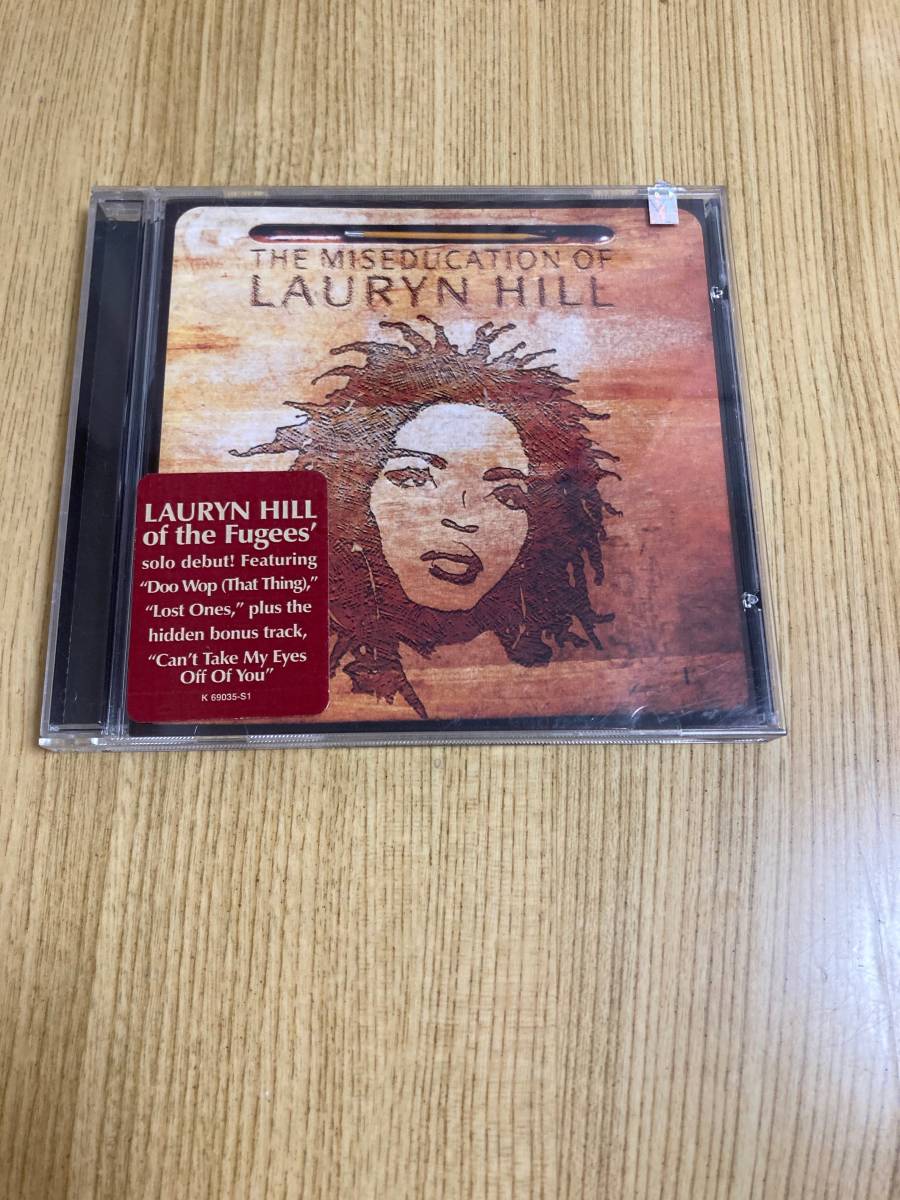 THE MISEDUCATION OF
LAURYN HILL
LAURYN HILL
of the Fugees'
solo debut! Featuring
“Doo Wop (That Thing),”
“Lost Ones,” plus the
hidden bonus track,
“Can't Take My Eyes
Off Of You”
K 69035-S1